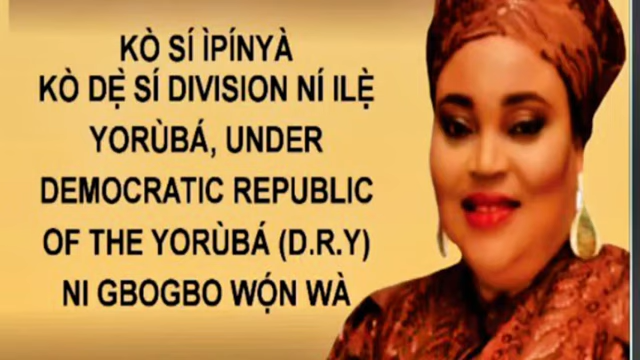 KÒ SÍ ÌPÍNYÀ
KÒ DẸ̀ SÍ DIVISION NÍ ILẸ̀
YORÙBÁ, UNDER
DEMOCRATIC REPUBLIC
OF THE YORÙBÁ (D.R.Y)
NI GBOGBO WỌ́N WÀ